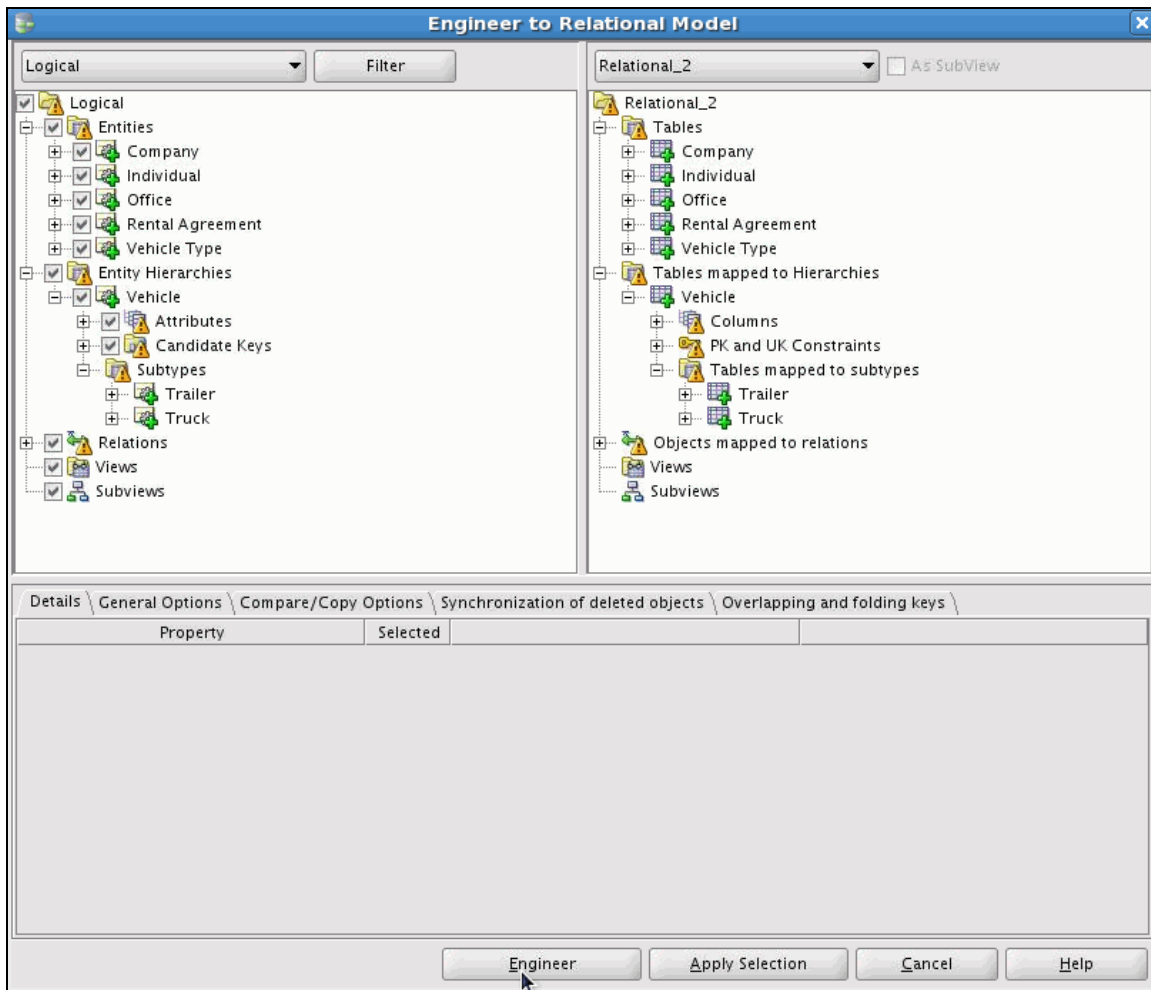 Engineer to Relational Model
Logical
Filter
Relational_2
As SubView
Logical
Entities
Company
Individual
Office
Rental Agreement
Vehicle Type
Entity Hierarchies
Vehicle
Attributes
Candidate Keys
Subtypes
Trailer
Truck
Relations
Views
Subviews
Relational_2
Tables
Company
Individual
Office
Rental Agreement
Vehicle Type
Tables mapped to Hierarchies
Vehicle
Columns
PK and UK Constraints
Tables mapped to subtypes
Trailer
Truck
Objects mapped to relations
Views
Subviews
Details General Options Compare/Copy Options Synchronization of deleted objects Overlapping and folding keys
Property Selected
Engineer Apply Selection Cancel Help